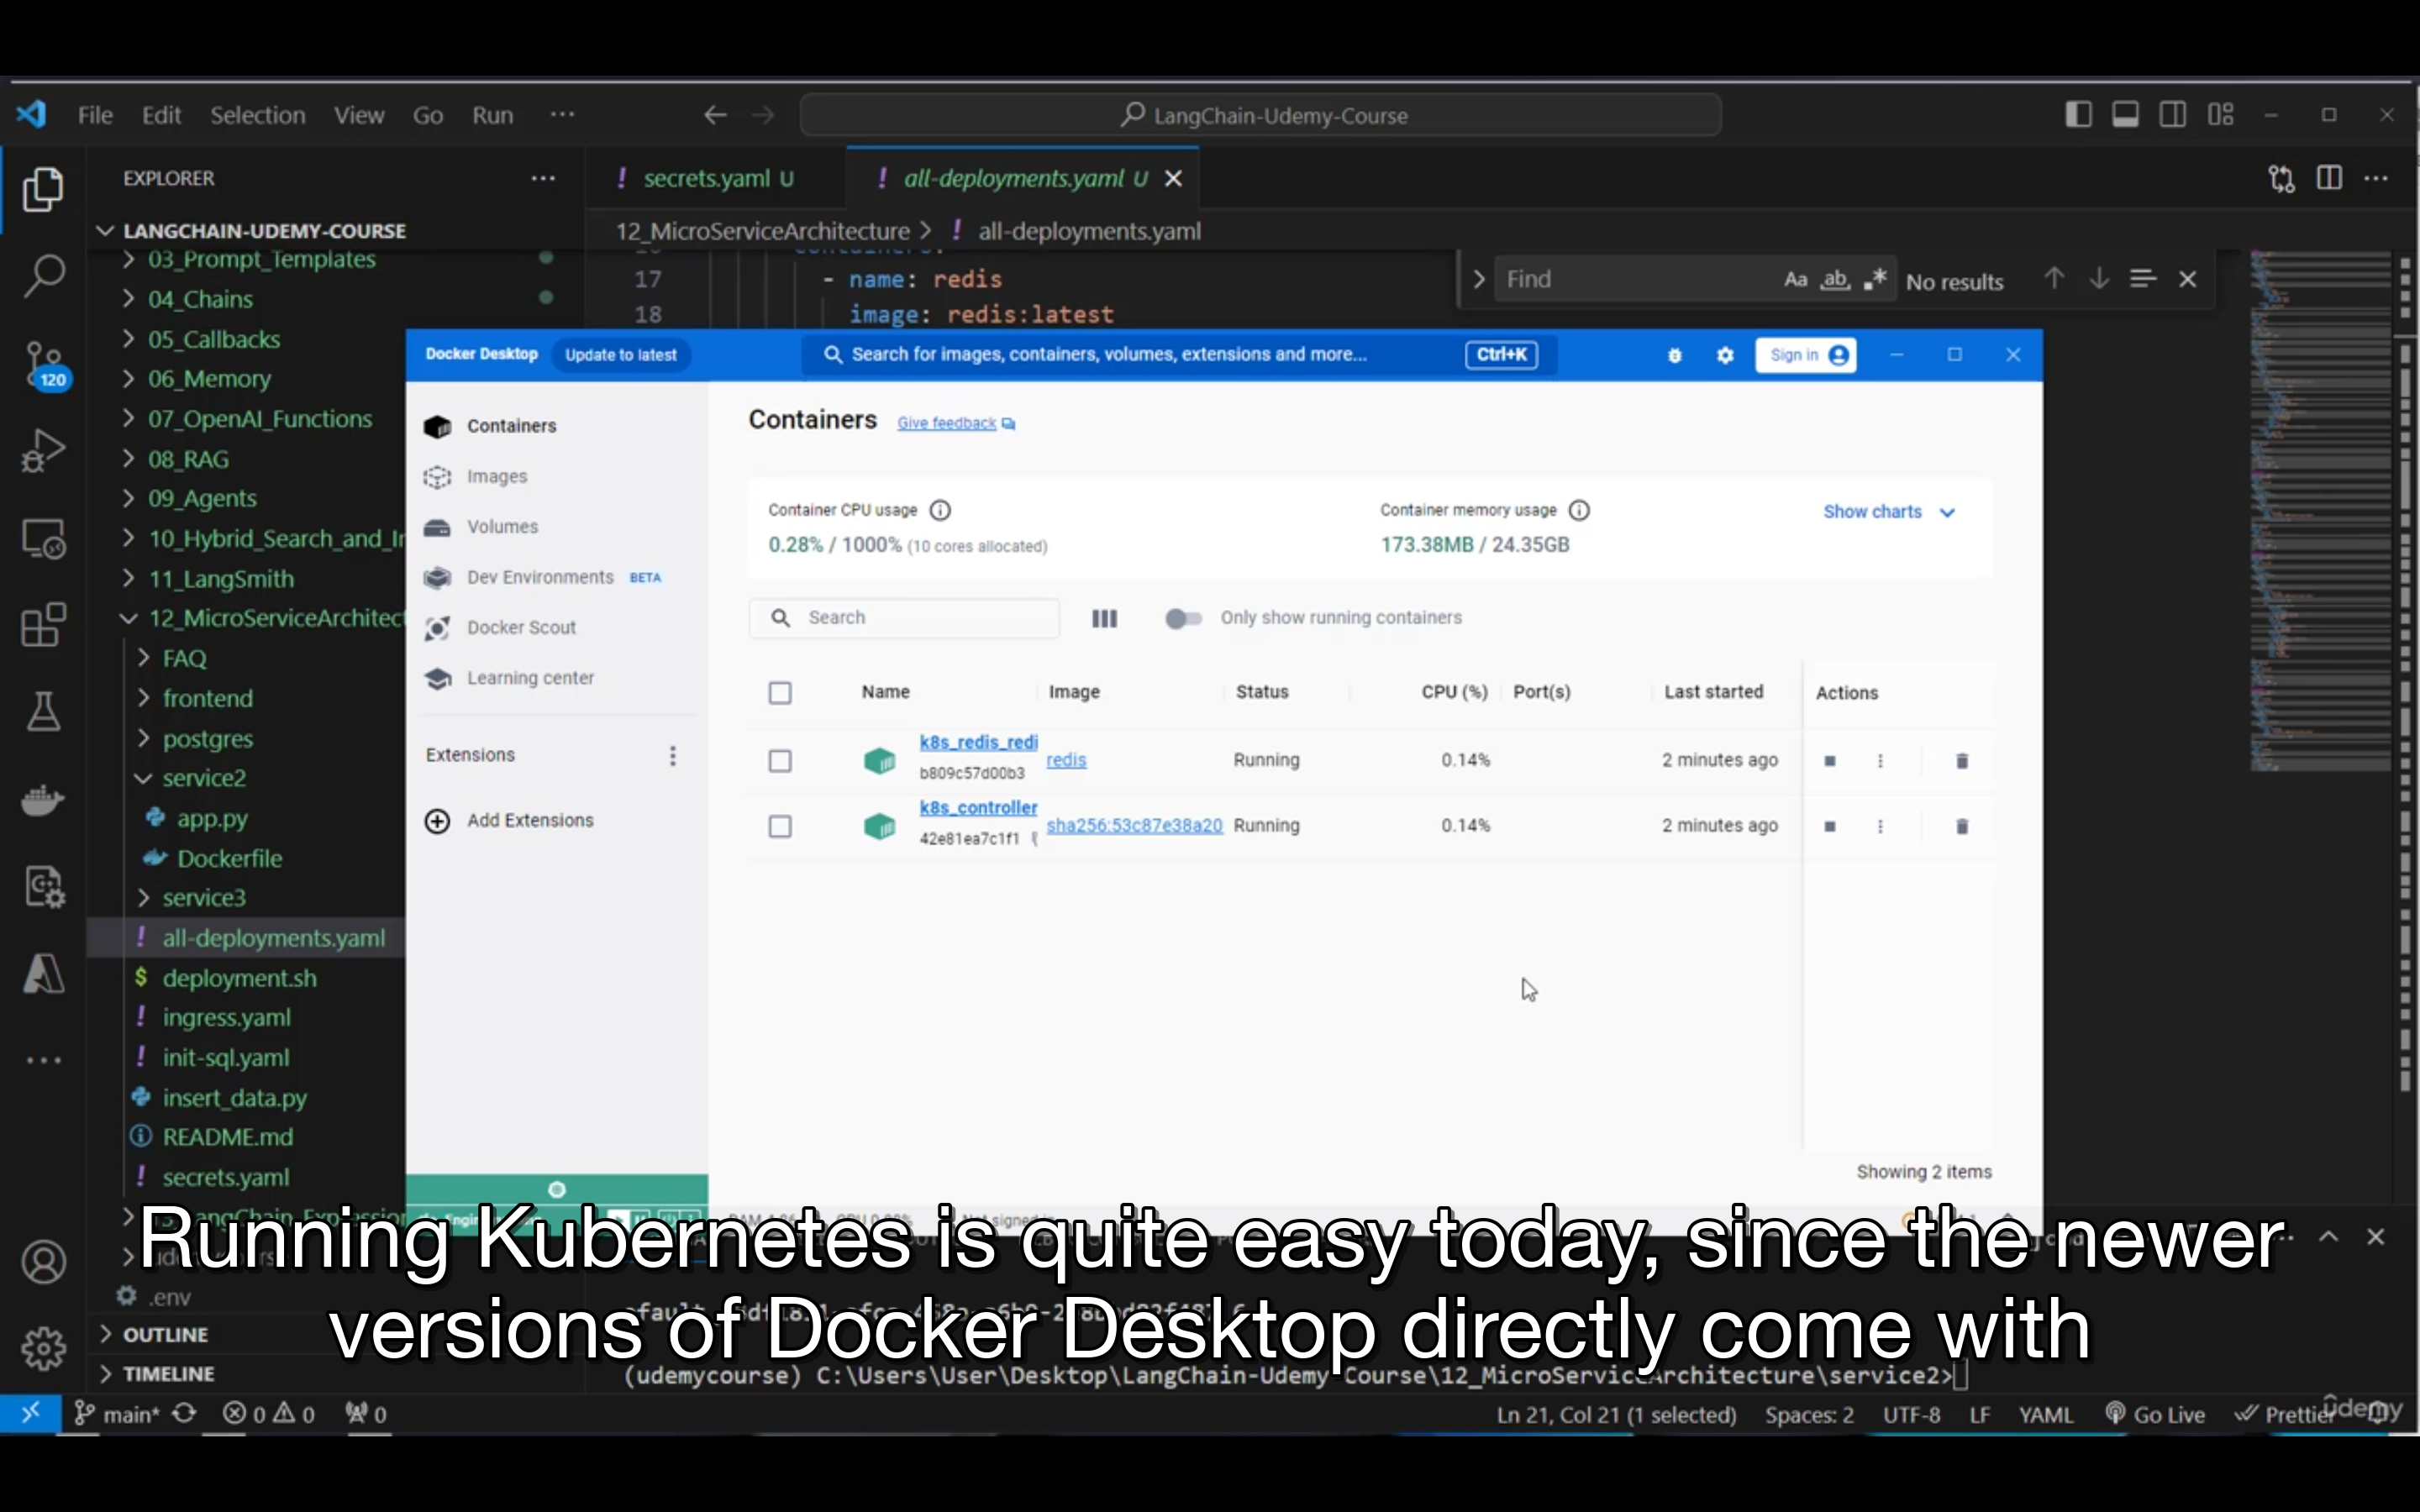 File Edit Selection View Go Run ···
LangChain-Udemy-Course
EXPLORER
secrets.yaml U
all-deployments.yaml U
LANGCHAIN-UDEMY-COURSE
12_MicroServiceArchitecture > ! all-deployments.yaml
03_Prompt_Templates
04_Chains
05_Callbacks
06_Memory
07_OpenAI_Functions
08_RAG
09_Agents
10_Hybrid_Search_and_Ir
11_LangSmith
12_MicroServiceArchitect
FAQ
frontend
postgres
service2
app.py
Dockerfile
service3
all-deployments.yaml
deployment.sh
ingress.yaml
init-sql.yaml
insert_data.py
README.md
secrets.yaml
.env
OUTLINE
TIMELINE
120
17 - name: redis
18 image: redis:latest
Find
Aa ab .* No results
Docker Desktop Update to latest
Search for images, containers, volumes, extensions and more...
Ctrl+K
Sign in
Containers
Images
Volumes
Dev Environments BETA
Docker Scout
Learning center
Extensions
Add Extensions
Containers Give feedback
Container CPU usage
0.28% / 1000% (10 cores allocated)
Container memory usage
173.38MB / 24.35GB
Show charts
Search
Only show running containers
Name Image Status CPU (%) Port(s) Last started Actions
k8s_redis_redi
b809c57d00b3
redis Running 0.14% 2 minutes ago
k8s_controller
42e81ea7c1f1
sha256:53c87e38a20 Running 0.14% 2 minutes ago
Showing 2 items
Running Kubernetes is quite easy today, since the newer
versions of Docker Desktop directly come with
(udemycourse) C:\Users\User\Desktop\LangChain-Udemy-Course\12_MicroServiceArchitecture\service2>
main* 0 0 0
Ln 21, Col 21 (1 selected) Spaces: 2 UTF-8 LF YAML Go Live Prettier
ûdemy